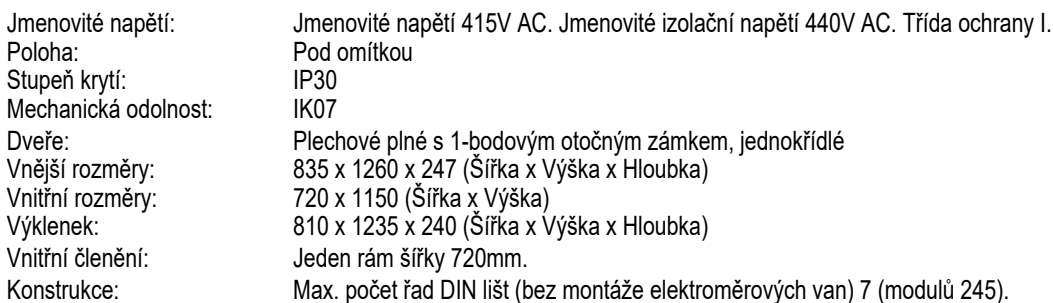 Jmenovité napětí: Jmenovité napětí 415V AC. Jmenovité izolační napětí 440V AC. Třída ochrany I.
Poloha: Pod omítkou
Stupeň krytí: IP30
Mechanická odolnost: IK07
Dveře: Plechové plné s 1-bodovým otočným zámkem, jednokřídlé
Vnější rozměry: 835 x 1260 x 247 (Šířka x Výška x Hloubka)
Vnitřní rozměry: 720 x 1150 (Šířka x Výška)
Výklenek: 810 x 1235 x 240 (Šířka x Výška x Hloubka)
Vnitřní členění: Jeden rám šířky 720mm.
Konstrukce: Max. počet řad DIN lišt (bez montáže elektroměrových van) 7 (modulů 245).